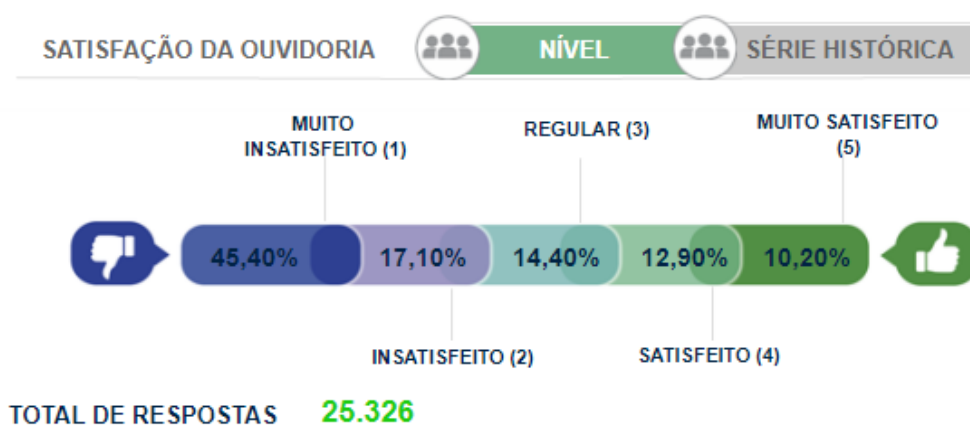 SATISFAÇÃO DA OUVIDORIA
NÍVEL
SÉRIE HISTÓRICA
MUITO
INSATISFEITO (1)
REGULAR (3)
MUITO SATISFEITO
(5)
45,40%
17,10%
14,40%
12,90%
10,20%
INSATISFEITO (2)
SATISFEITO (4)
TOTAL DE RESPOSTAS 25.326